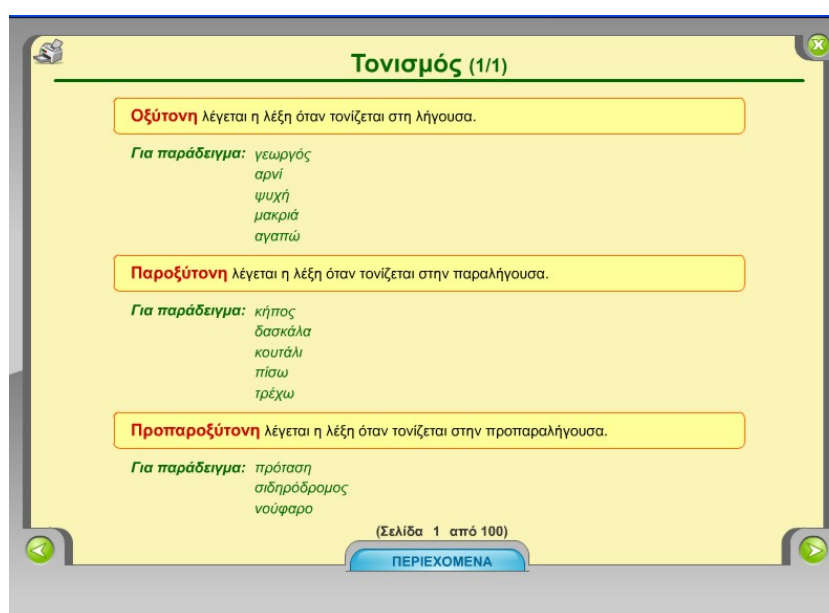 Τονισμός (1/1)
Οξύτονη λέγεται η λέξη όταν τονίζεται στη λήγουσα.
Για παράδειγμα: γεωργός
αρνί
ψυχή
μακριά
αγαπώ
Παροξύτονη λέγεται η λέξη όταν τονίζεται στην παραλήγουσα.
Για παράδειγμα: κήπος
δασκάλα
κουτάλι
πίσω
τρέχω
Προπαροξύτονη λέγεται η λέξη όταν τονίζεται στην προπαραλήγουσα.
Για παράδειγμα: πρόταση
σιδηρόδρομος
νούφαρο
(Σελίδα 1 από 100)
ΠΕΡΙΕΧΟΜΕΝΑ